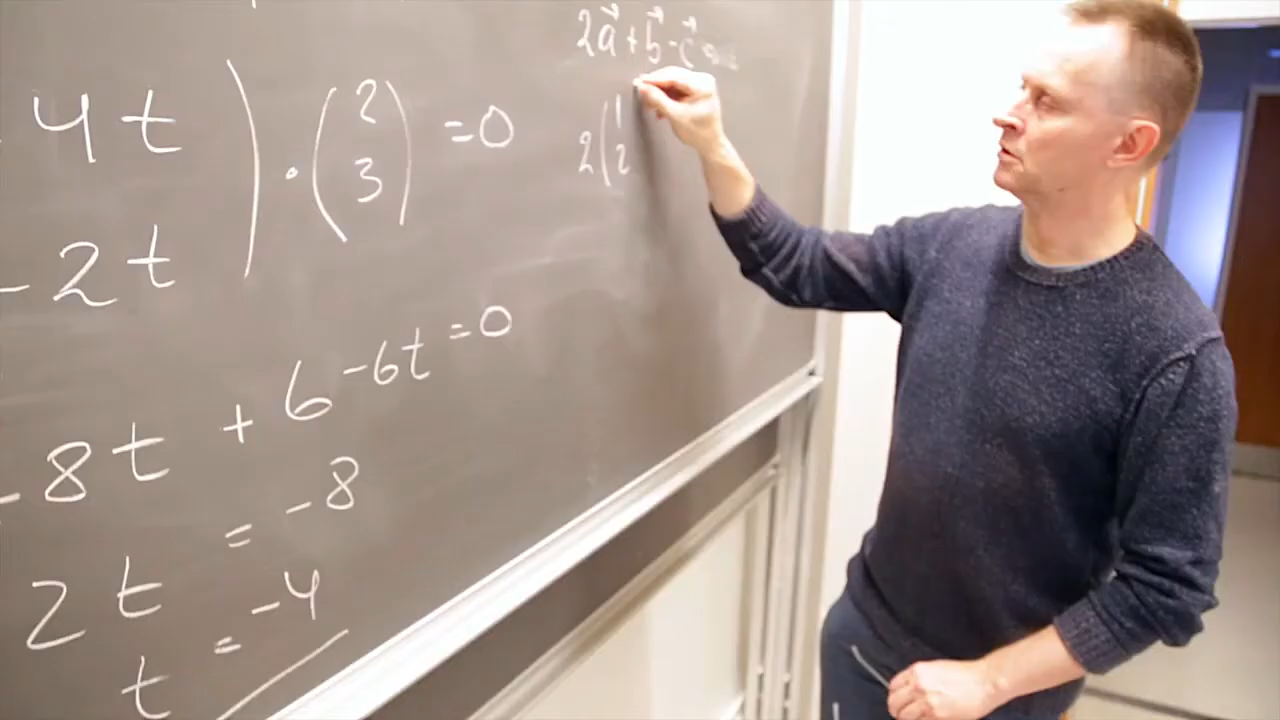 4t ) · ( 2 3 ) = 0
- 2t
- 8t + 6 - 6t = 0
2t = -8
t = -4
2a⃗ + b⃗ - c⃗
2 ( 1 2